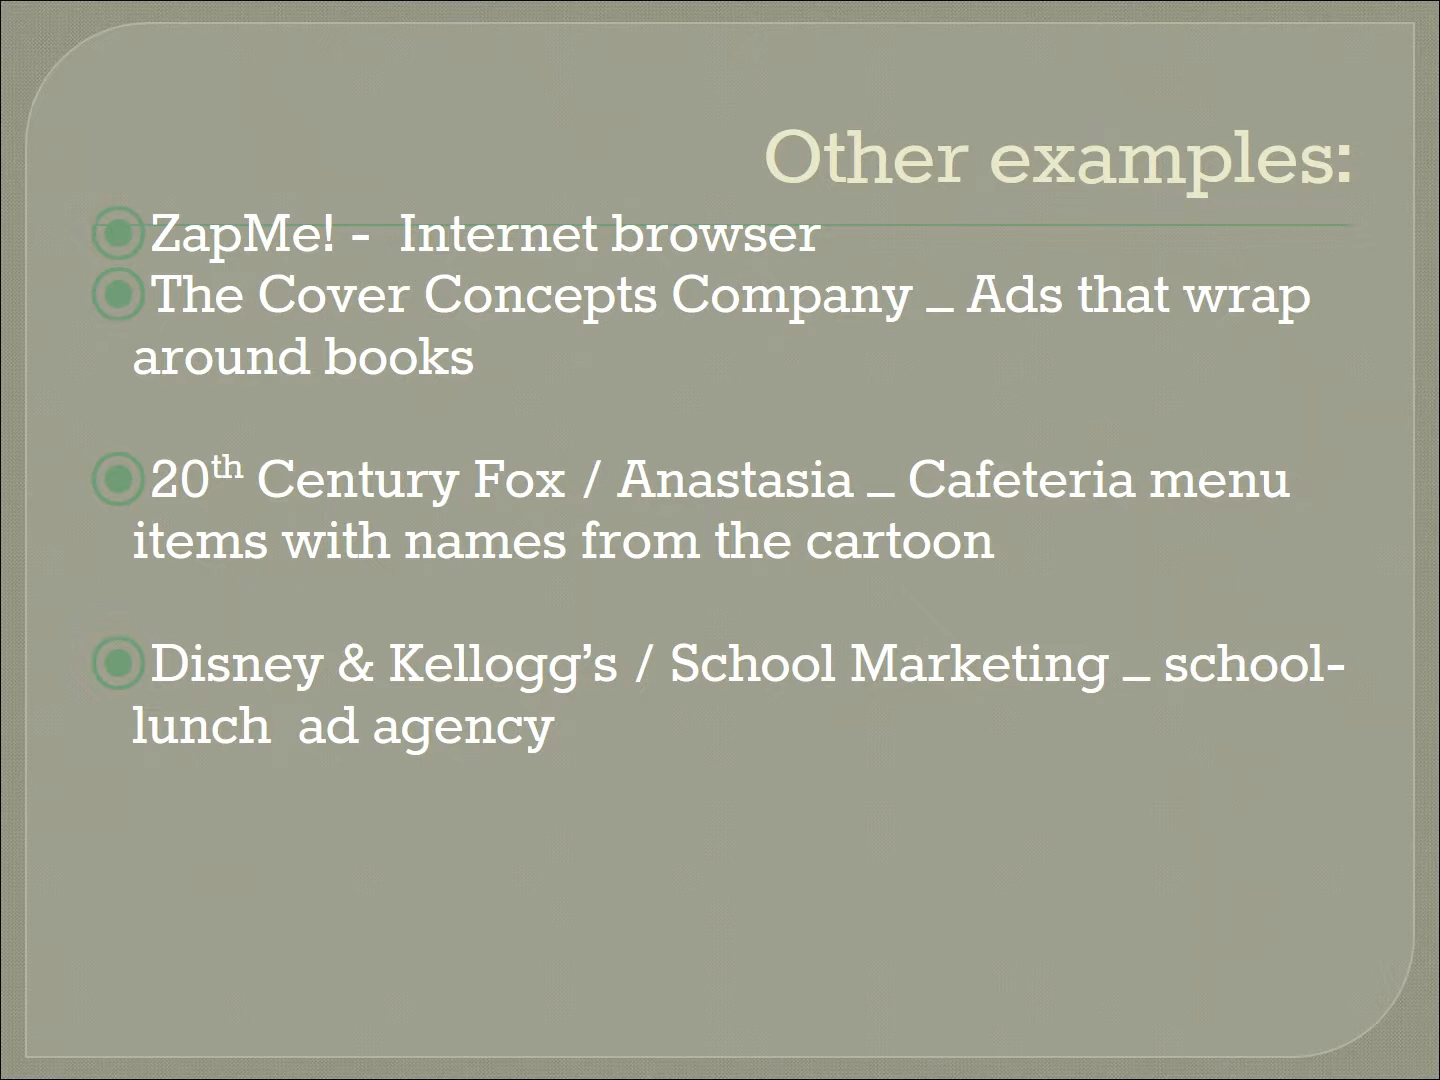 Other examples:
ZapMe! -  Internet browser
The Cover Concepts Company _ Ads that wrap
around books
20th Century Fox / Anastasia _ Cafeteria menu
items with names from the cartoon
Disney & Kellogg’s / School Marketing _ school-
lunch  ad agency